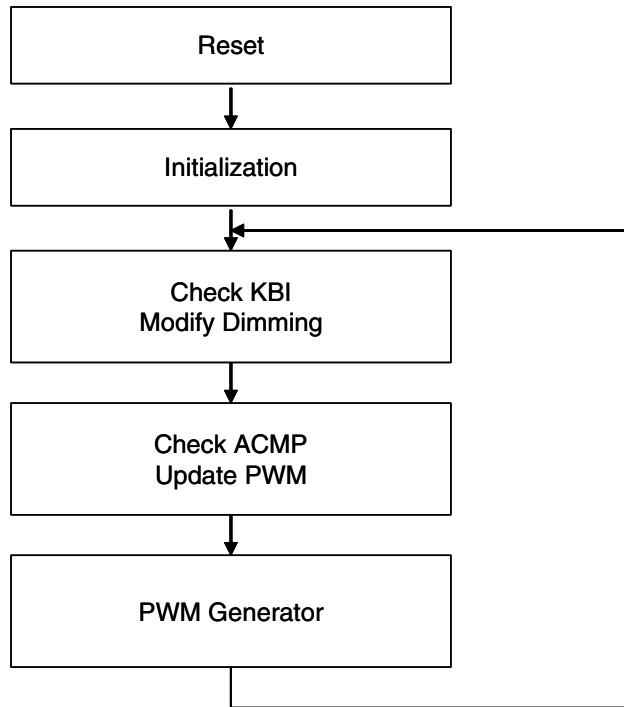 Reset
Initialization
Check KBI
Modify Dimming
Check ACMP
Update PWM
PWM Generator